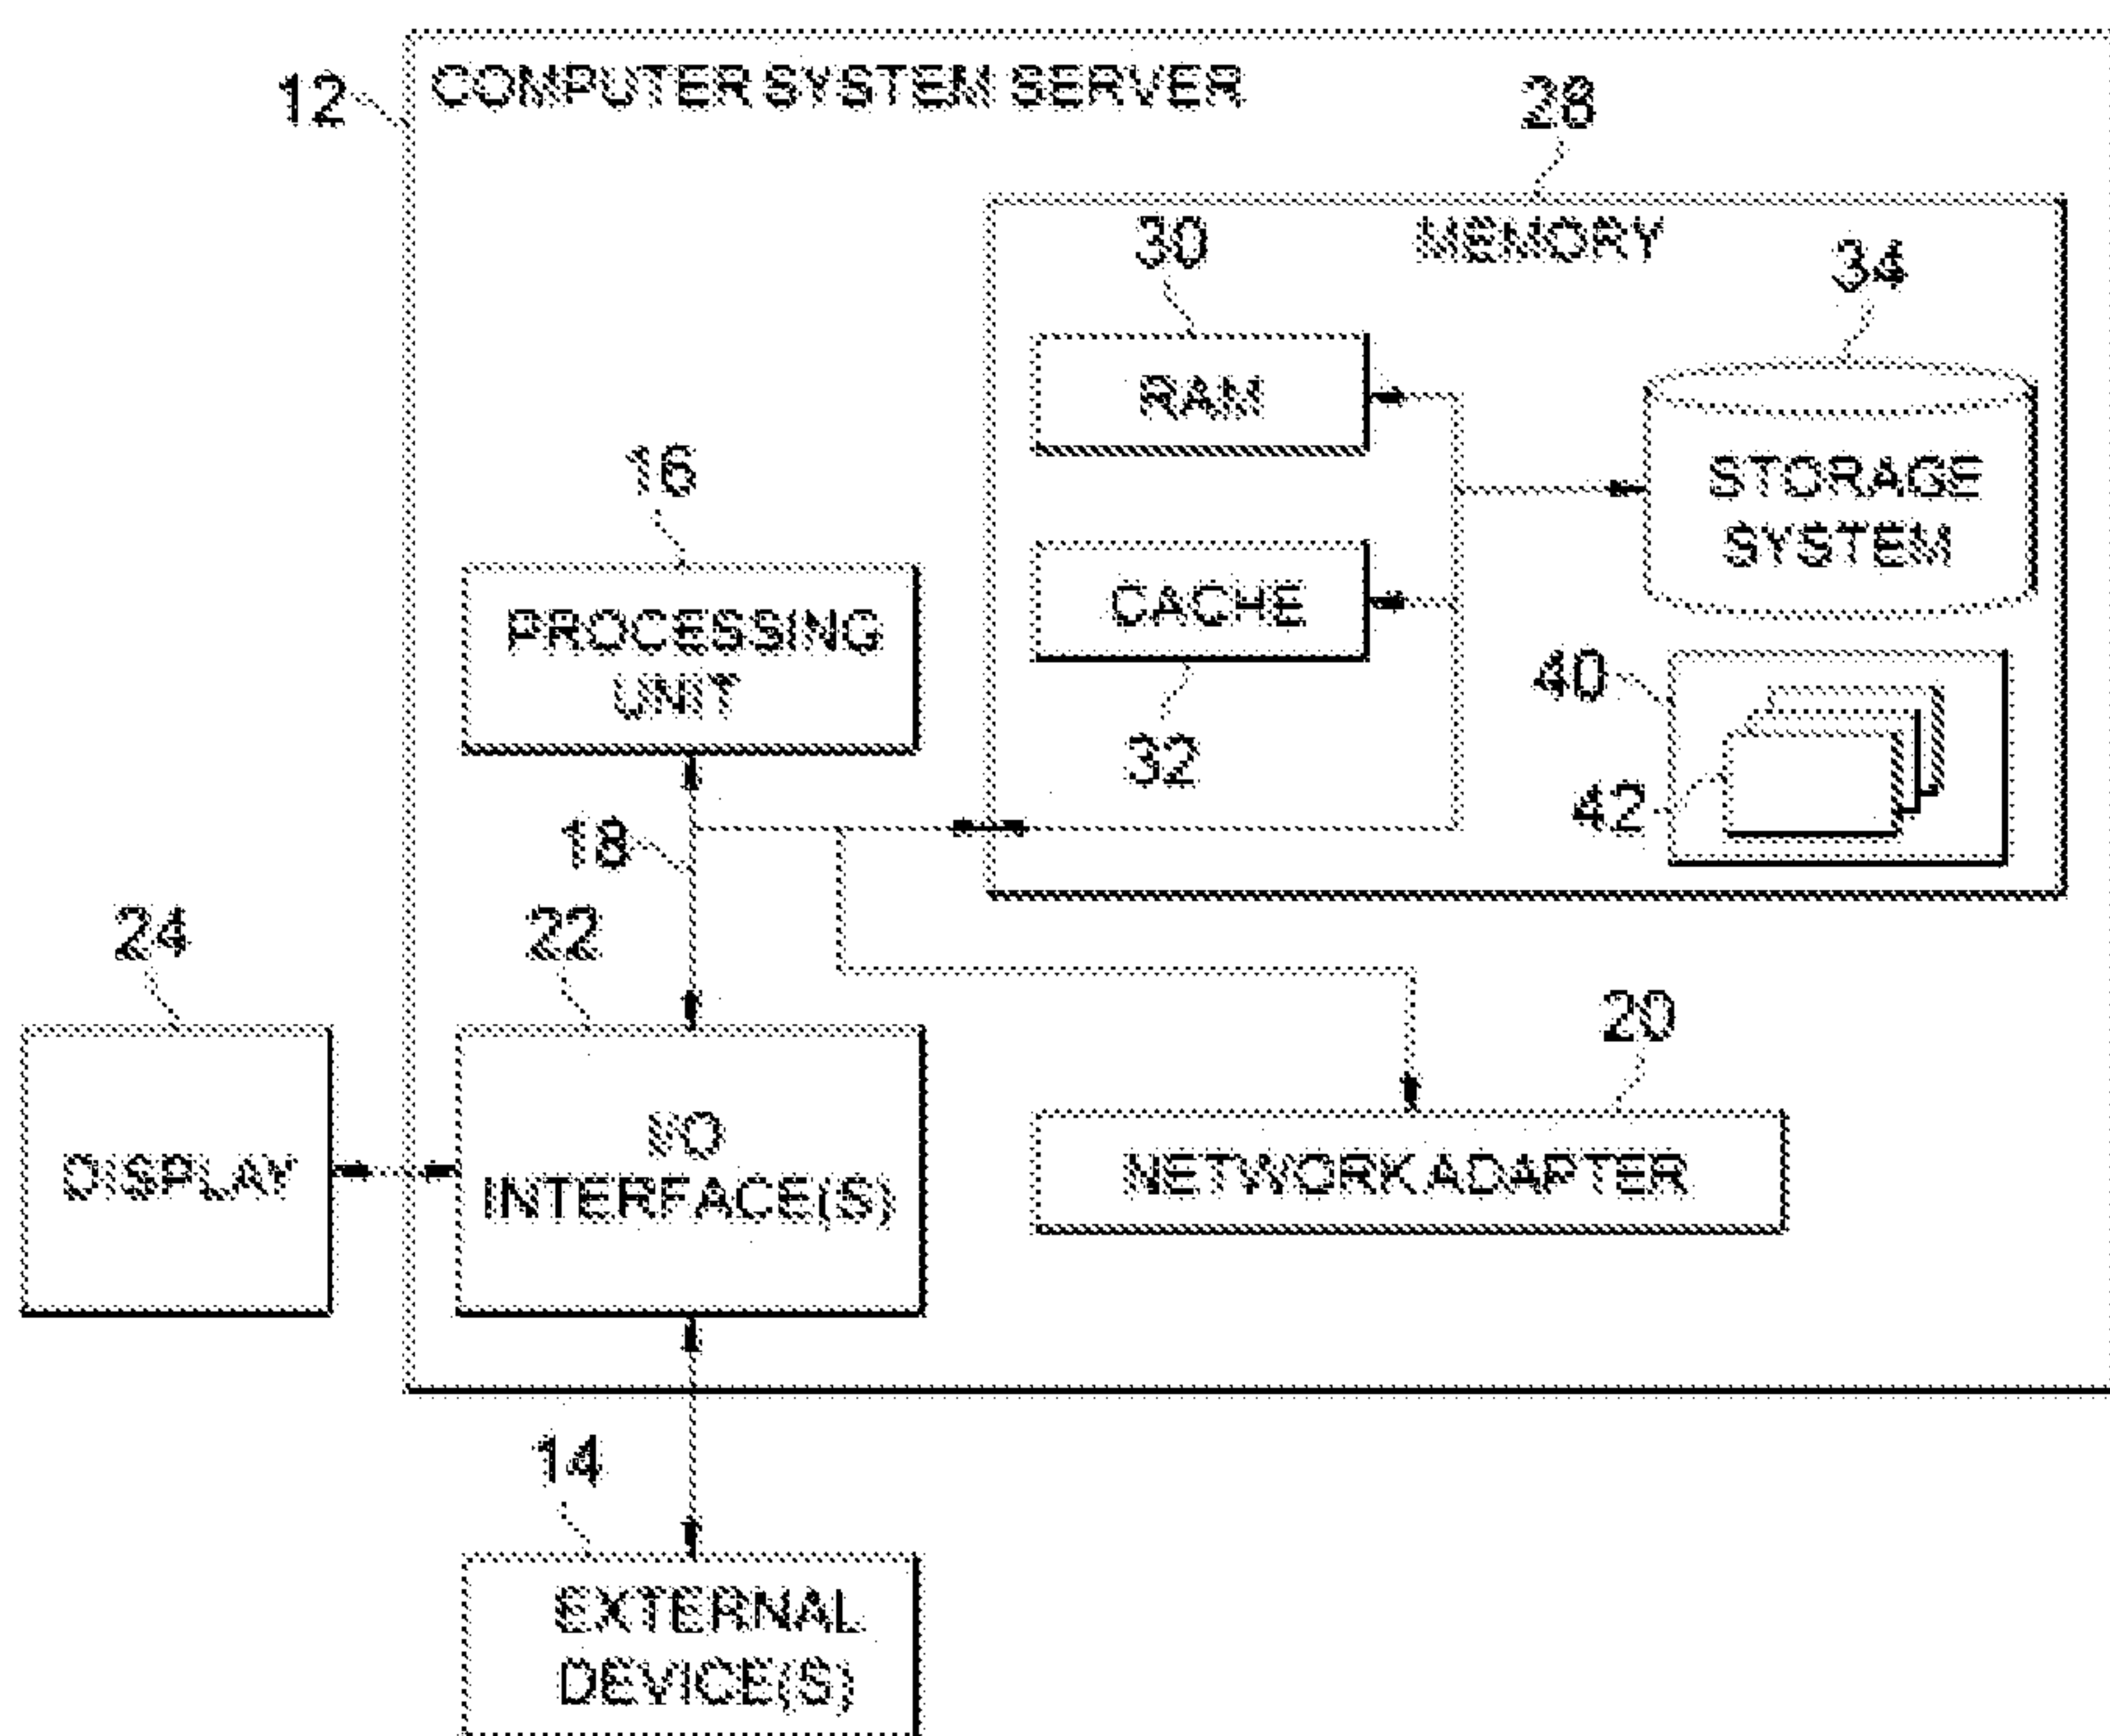 12
COMPUTER SYSTEM SERVER
28
MEMORY
30
34
RAM
STORAGE
SYSTEM
16
PROCESSING
UNIT
CACHE
32
40
42
18
24
22
20
DISPLAY
I/O
INTERFACE(S)
NETWORK ADAPTER
14
EXTERNAL
DEVICE(S)